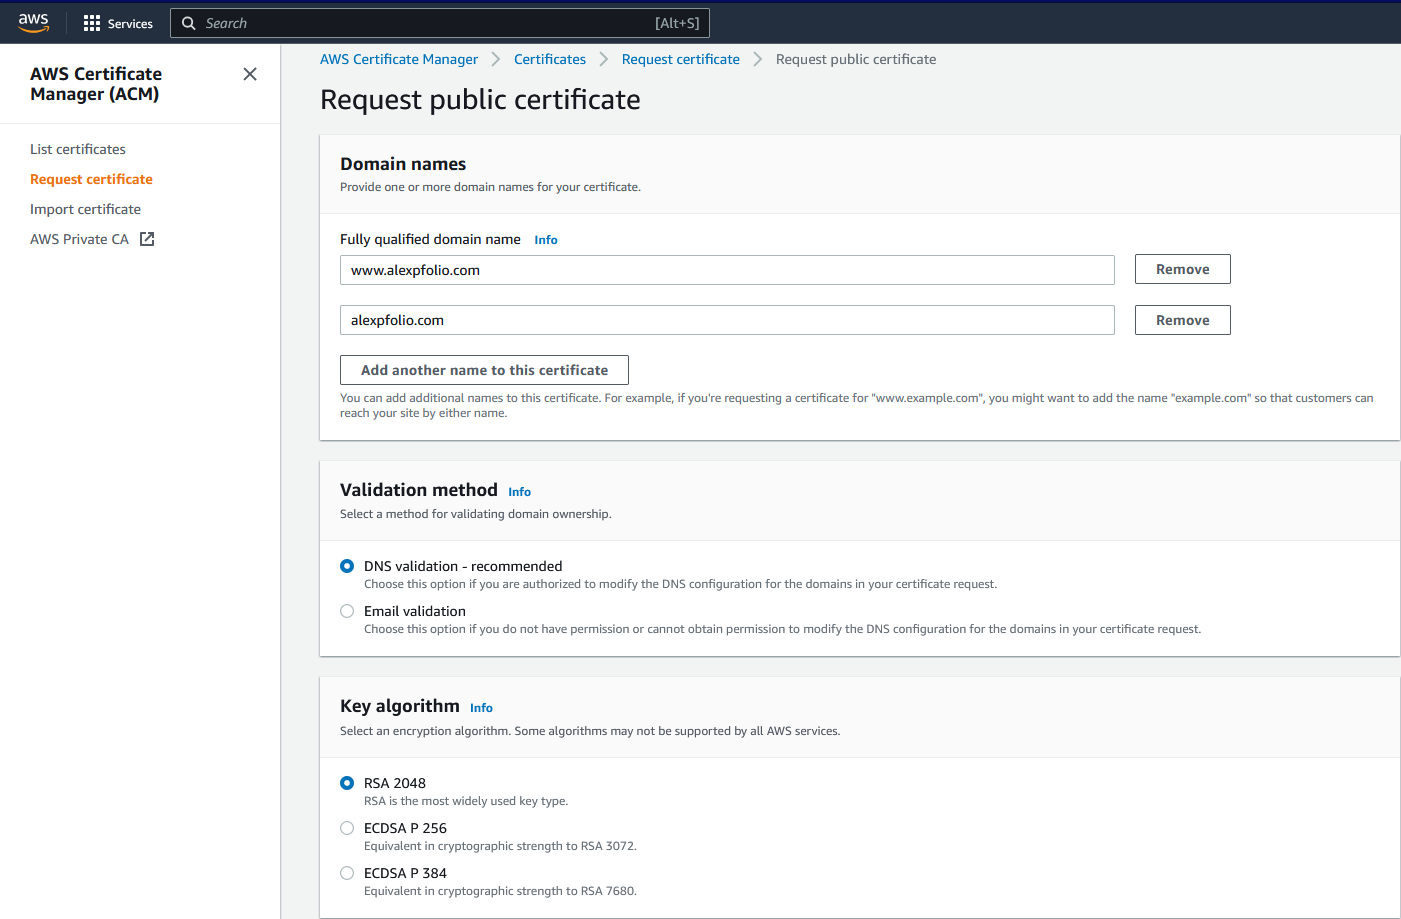 aws
Services
Search
[Alt+S]
AWS Certificate
Manager (ACM)
List certificates
Request certificate
Import certificate
AWS Private CA
AWS Certificate Manager
Certificates
Request certificate
Request public certificate
Request public certificate
Domain names
Provide one or more domain names for your certificate.
Fully qualified domain name Info
www.alexpfolio.com
Remove
alexpfolio.com
Remove
Add another name to this certificate
You can add additional names to this certificate. For example, if you're requesting a certificate for "www.example.com", you might want to add the name "example.com" so that customers can
reach your site by either name.
Validation method Info
Select a method for validating domain ownership.
DNS validation - recommended
Choose this option if you are authorized to modify the DNS configuration for the domains in your certificate request.
Email validation
Choose this option if you do not have permission or cannot obtain permission to modify the DNS configuration for the domains in your certificate request.
Key algorithm Info
Select an encryption algorithm. Some algorithms may not be supported by all AWS services.
RSA 2048
RSA is the most widely used key type.
ECDSA P 256
Equivalent in cryptographic strength to RSA 3072.
ECDSA P 384
Equivalent in cryptographic strength to RSA 7680.